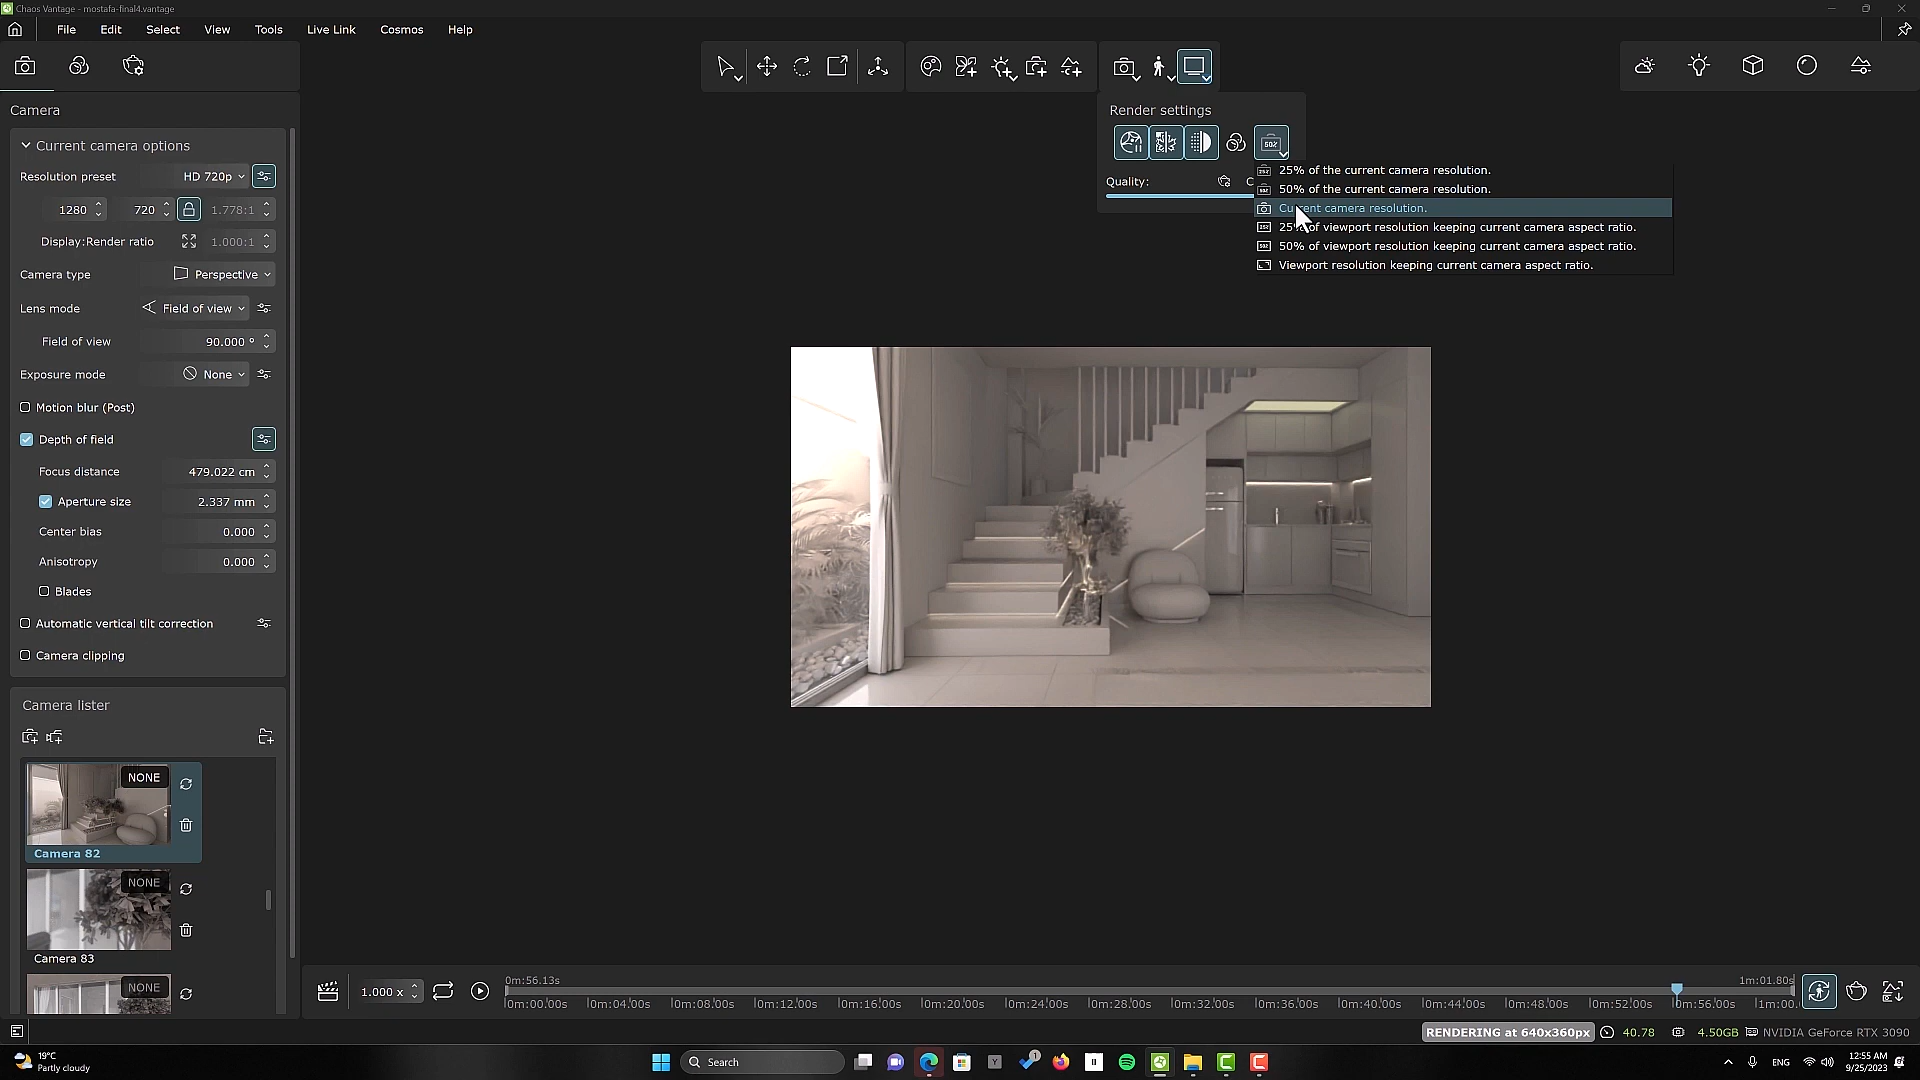 Chaos Vantage - mostafa-final4.vantage
File Edit Select View Tools Live Link Cosmos Help
Camera
Current camera options
Resolution preset HD 720p
1280 720 1.778:1
Display:Render ratio 1.000:1
Camera type Perspective
Lens mode Field of view
Field of view 90.000 °
Exposure mode None
Motion blur (Post)
Depth of field
Focus distance 479.022 cm
Aperture size 2.337 mm
Center bias 0.000
Anisotropy 0.000
Blades
Automatic vertical tilt correction
Camera clipping
Camera lister
NONE
Camera 82
NONE
Camera 83
NONE
Render settings
50%
Quality:
25% of the current camera resolution.
50% of the current camera resolution.
Current camera resolution.
25% of viewport resolution keeping current camera aspect ratio.
50% of viewport resolution keeping current camera aspect ratio.
Viewport resolution keeping current camera aspect ratio.
1.000 x
0m:56.13s 1m:01.80s
0m:00.00s 0m:04.00s 0m:08.00s 0m:12.00s 0m:16.00s 0m:20.00s 0m:24.00s 0m:28.00s 0m:32.00s 0m:36.00s 0m:40.00s 0m:44.00s 0m:48.00s 0m:52.00s 0m:56.00s 1m:00.
RENDERING at 640x360px 40.78 4.50GB NVIDIA GeForce RTX 3090
19°C
Partly cloudy
Search
ENG
12:55 AM
9/25/2023